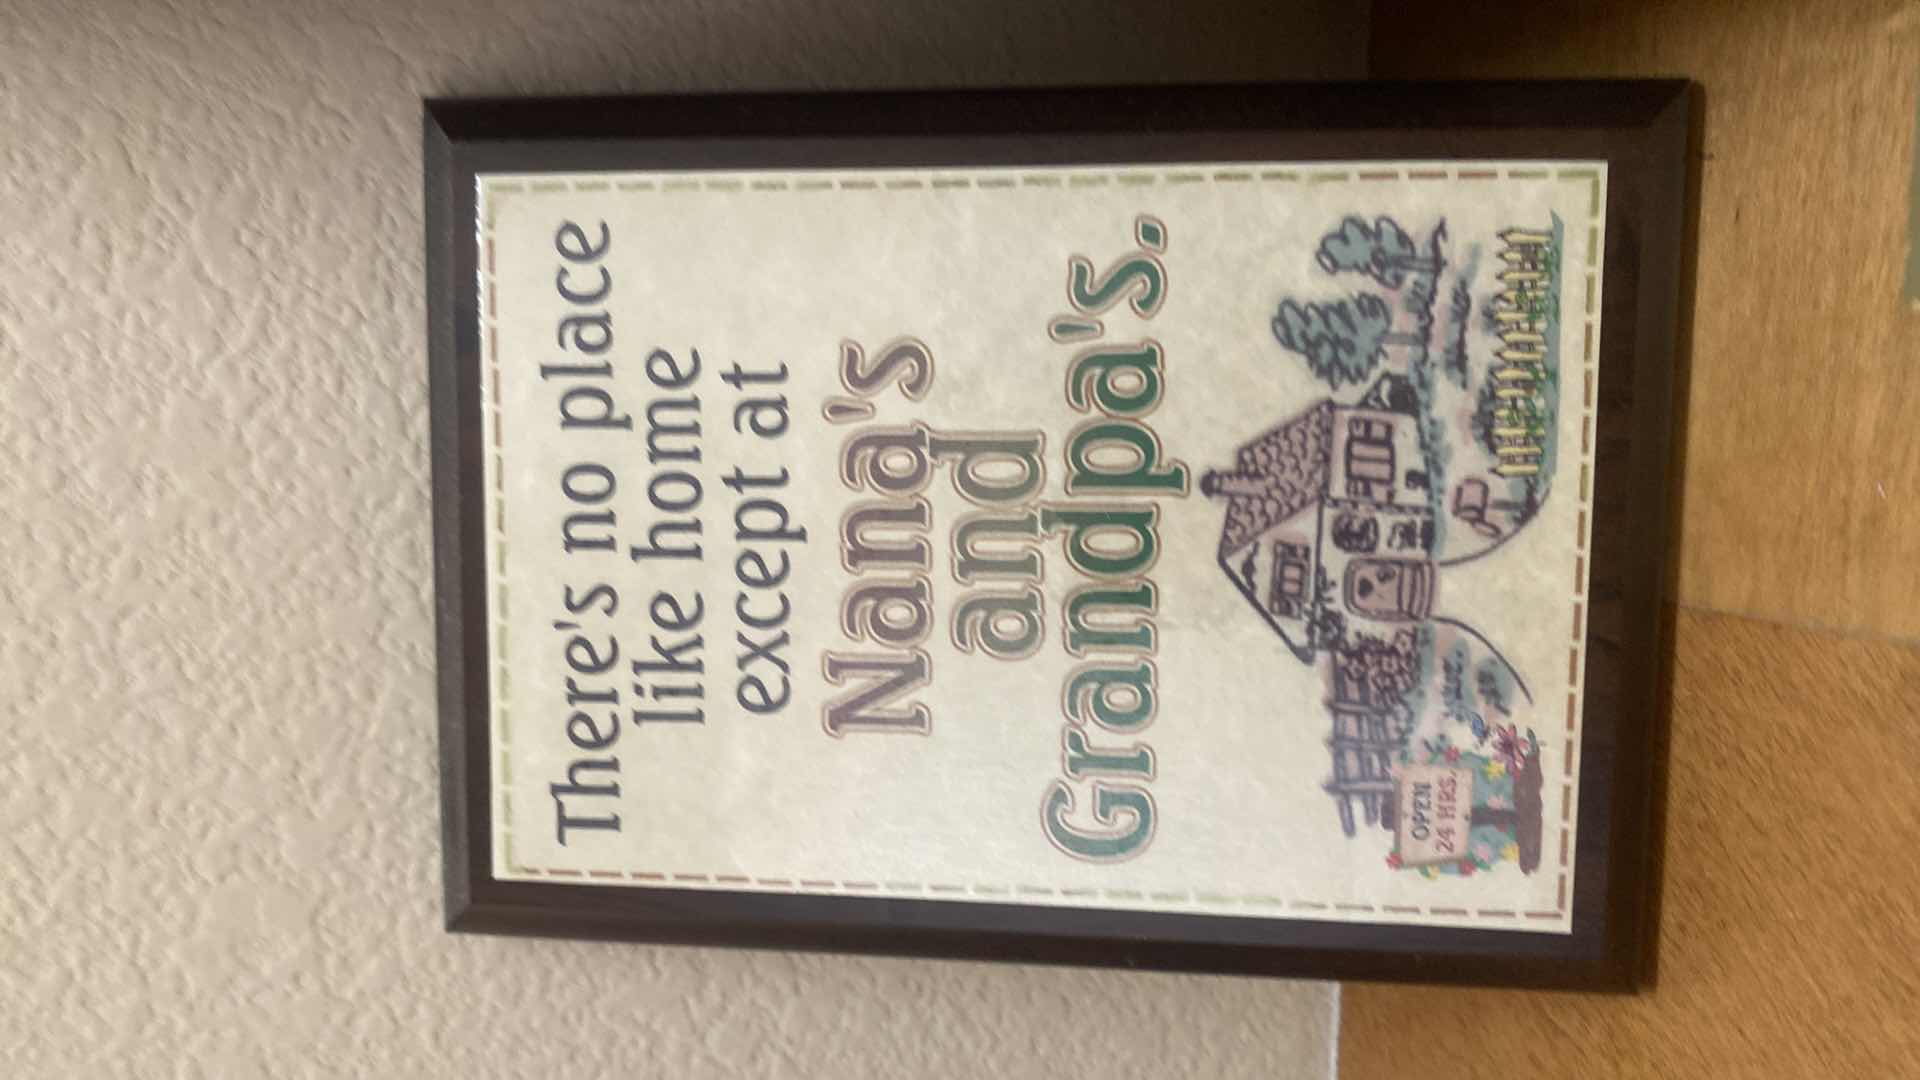 There's no place
like home
except at
Nana's
and
Grandpa's.
OPEN
24 HRS.